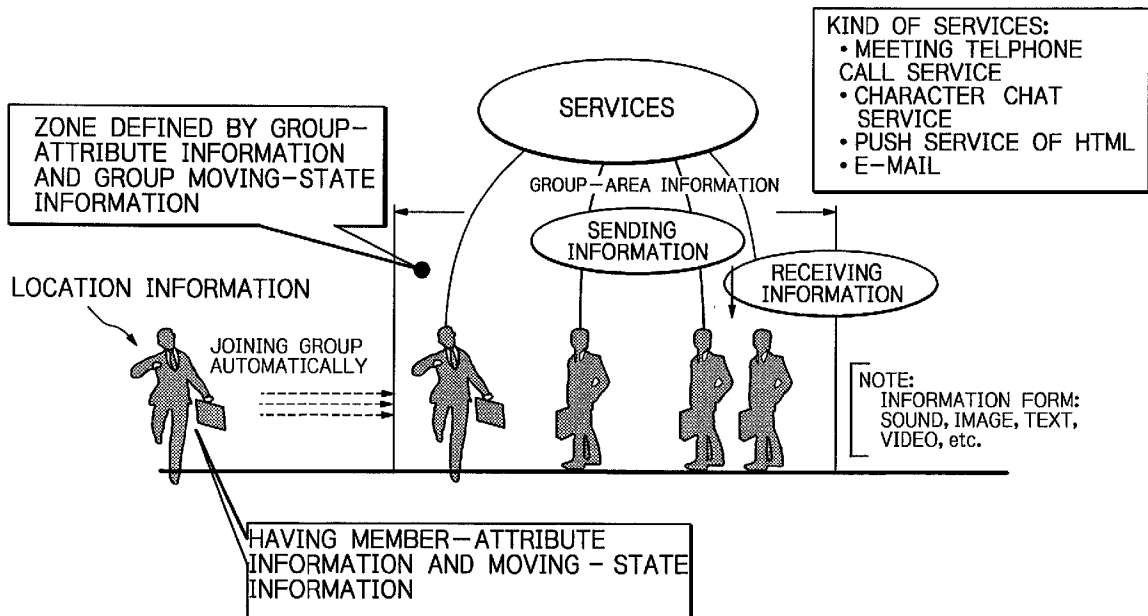 KIND OF SERVICES:
• MEETING TELPHONE
CALL SERVICE
• CHARACTER CHAT
SERVICE
• PUSH SERVICE OF HTML
• E-MAIL
SERVICES
ZONE DEFINED BY GROUP-
ATTRIBUTE INFORMATION
AND GROUP MOVING-STATE
INFORMATION
GROUP-AREA INFORMATION
SENDING
INFORMATION
RECEIVING
INFORMATION
LOCATION INFORMATION
JOINING GROUP
AUTOMATICALLY
NOTE:
INFORMATION FORM:
SOUND, IMAGE, TEXT,
VIDEO, etc.
HAVING MEMBER-ATTRIBUTE
INFORMATION AND MOVING - STATE
INFORMATION